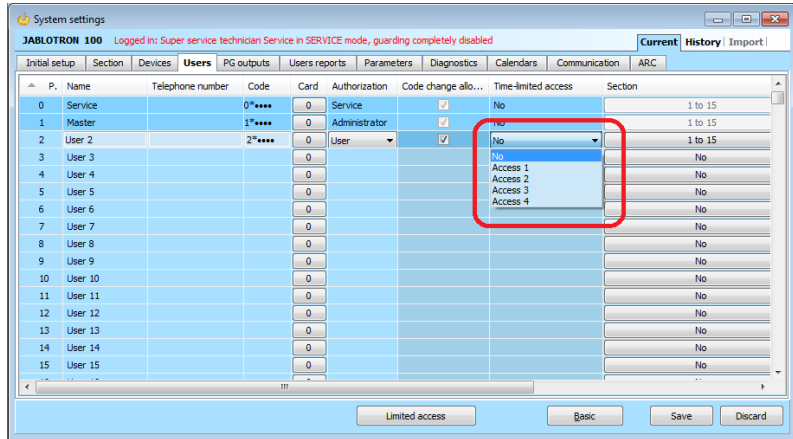 System settings
JABLOTRON 100 Logged in: Super service technician Service in SERVICE mode, guarding completely disabled Current History Import
Initial setup Section Devices Users PG outputs Users reports Parameters Diagnostics Calendars Communication ARC
P. Name Telephone number Code Card Authorization Code change allo... Time-limited access Section
0 Service 0*•••• 0 Service No 1 to 15
1 Master 1*•••• 0 Administrator No 1 to 15
2 User 2 2*•••• 0 User No 1 to 15
3 User 3 0 No No
4 User 4 0 Access 1 No
5 User 5 0 Access 2 No
6 User 6 0 Access 3 No
Access 4
7 User 7 0 No
8 User 8 0 No
9 User 9 0 No
10 User 10 0 No
11 User 11 0 No
12 User 12 0 No
13 User 13 0 No
14 User 14 0 No
15 User 15 0 No
Limited access Basic Save Discard